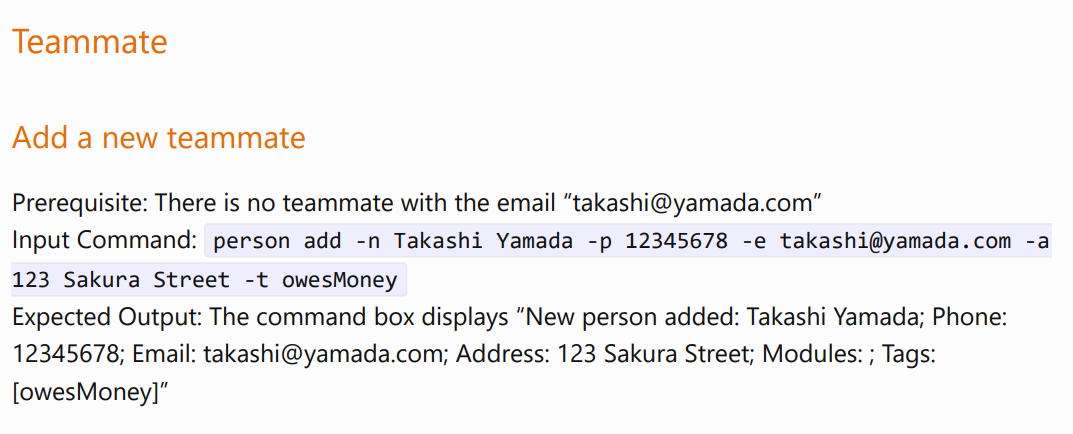 Teammate
Add a new teammate
Prerequisite: There is no teammate with the email “takashi@yamada.com”
Input Command: person add -n Takashi Yamada -p 12345678 -e takashi@yamada.com -a
123 Sakura Street -t owesMoney
Expected Output: The command box displays “New person added: Takashi Yamada; Phone:
12345678; Email: takashi@yamada.com; Address: 123 Sakura Street; Modules: ; Tags:
[owesMoney]”